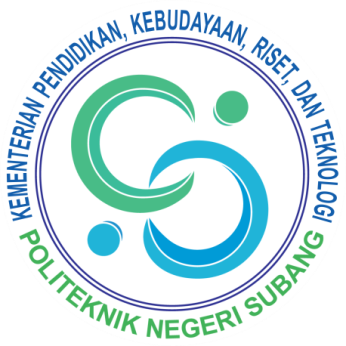 KEMENTERIAN PENDIDIKAN, KEBUDAYAAN, RISET, DAN TEKNOLOGI
POLITEKNIK NEGERI SUBANG